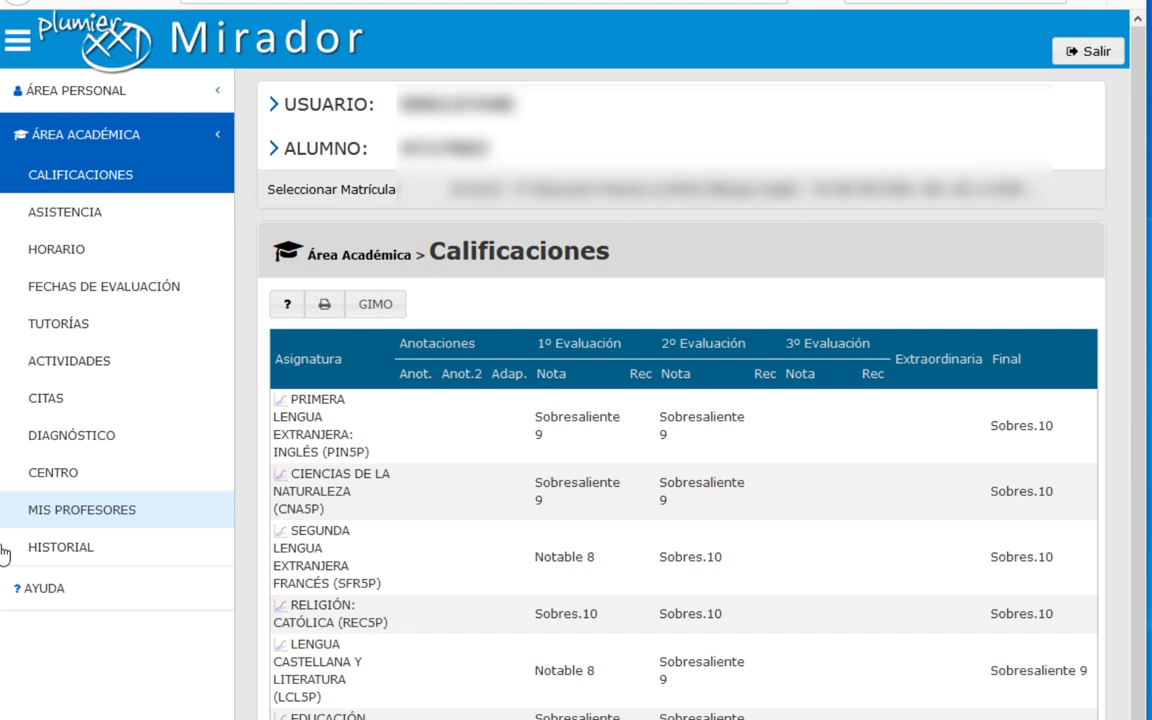 plumier
XXI
Mirador
Salir
ÁREA PERSONAL
ÁREA ACADÉMICA
CALIFICACIONES
ASISTENCIA
HORARIO
FECHAS DE EVALUACIÓN
TUTORÍAS
ACTIVIDADES
CITAS
DIAGNÓSTICO
CENTRO
MIS PROFESORES
HISTORIAL
? AYUDA
USUARIO:
ALUMNO:
Seleccionar Matrícula
Área Académica > Calificaciones
? GIMO
Asignatura Anotaciones 1º Evaluación 2º Evaluación 3º Evaluación Extraordinaria Final
Anot. Anot.2 Adap. Nota Rec Nota Rec Nota Rec
PRIMERA
LENGUA
EXTRANJERA:
INGLÉS (PIN5P)
Sobresaliente
9
Sobresaliente
9
Sobres.10
CIENCIAS DE LA
NATURALEZA
(CNA5P)
Sobresaliente
9
Sobresaliente
9
Sobres.10
SEGUNDA
LENGUA
EXTRANJERA
FRANCÉS (SFR5P)
Notable 8
Sobres.10
Sobres.10
RELIGIÓN:
CATÓLICA (REC5P)
Sobres.10
Sobres.10
Sobres.10
LENGUA
CASTELLANA Y
LITERATURA
(LCL5P)
Notable 8
Sobresaliente
9
Sobresaliente 9
EDUCACIÓN
Sobresaliente
Sobresaliente